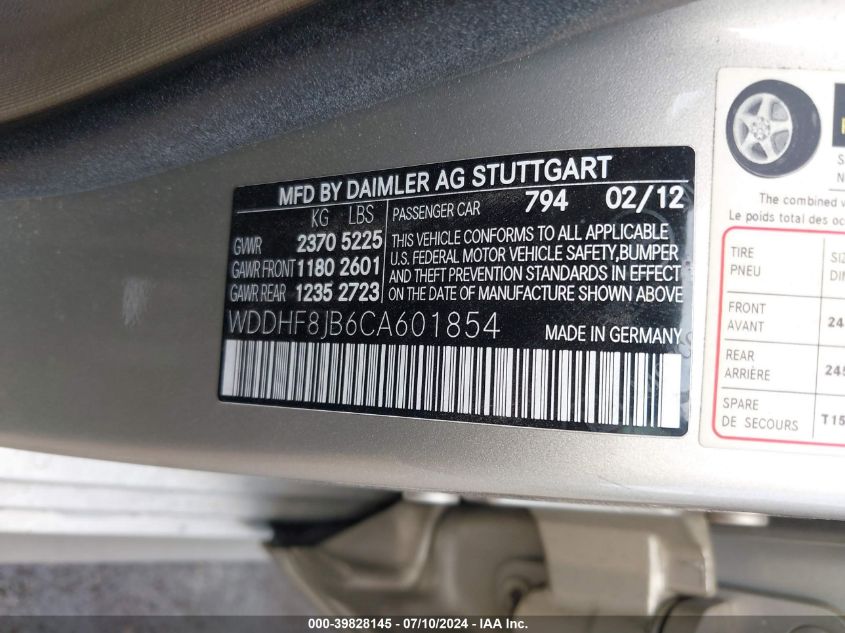 MFD BY DAIMLER AG STUTTGART
KG LBS
GVWR 2370 5225
GAWR FRONT 1180 2601
GAWR REAR 1235 2723
PASSENGER CAR 794 02/12
THIS VEHICLE CONFORMS TO ALL APPLICABLE
U.S. FEDERAL MOTOR VEHICLE SAFETY,BUMPER
AND THEFT PREVENTION STANDARDS IN EFFECT
ON THE DATE OF MANUFACTURE SHOWN ABOVE
WDDHF8JB6CA601854
MADE IN GERMANY
The combined
Le poids total des
TIRE
PNEU
FRONT
AVANT
REAR
ARRIÈRE
SPARE
DE SECOURS
000-39828145 - 07/10/2024 - IAA Inc.